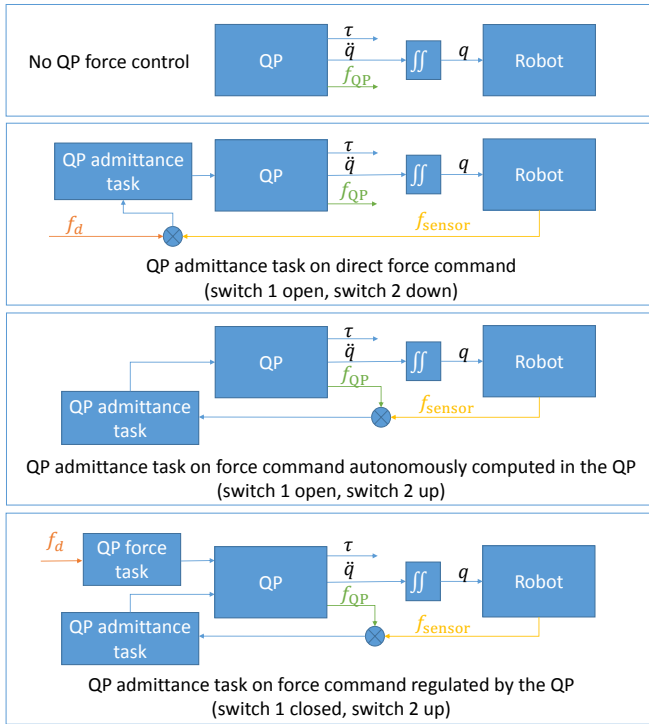 No QP force control
QP
τ
q̈
f_QP
∬
q
Robot
QP admittance
task
QP
τ
q̈
f_QP
∬
q
Robot
f_d
f_sensor
QP admittance task on direct force command
(switch 1 open, switch 2 down)
QP
τ
q̈
f_QP
∬
q
Robot
QP admittance
task
f_sensor
QP admittance task on force command autonomously computed in the QP
(switch 1 open, switch 2 up)
f_d
QP force
task
QP
τ
q̈
f_QP
∬
q
Robot
QP admittance
task
f_sensor
QP admittance task on force command regulated by the QP
(switch 1 closed, switch 2 up)